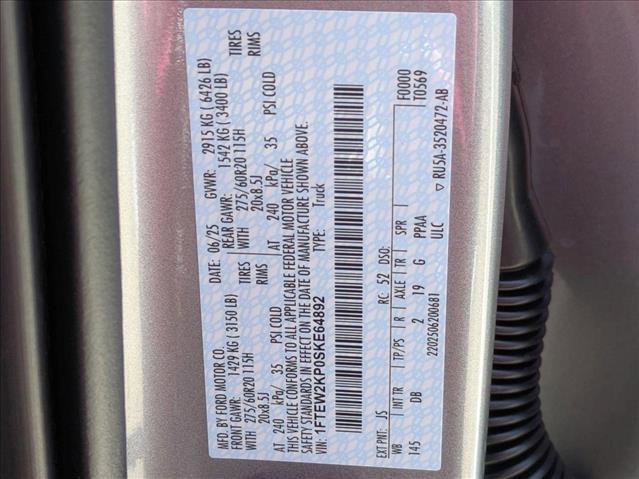 MFD. BY FORD MOTOR CO. DATE: 06/25 GVWR: 2915 KG ( 6426 LB)
FRONT GAWR: 1429 KG ( 3150 LB) REAR GAWR: 1542 KG ( 3400 LB)
WITH 275/60R20 115H TIRES WITH 275/60R20 115H TIRES
20x8.5J RIMS 20x8.5J RIMS
AT 240 kPa/ 35 PSI COLD AT 240 kPa/ 35 PSI COLD
THIS VEHICLE CONFORMS TO ALL APPLICABLE FEDERAL MOTOR VEHICLE
SAFETY STANDARDS IN EFFECT ON THE DATE OF MANUFACTURE SHOWN ABOVE.
VIN: 1FTEW2KP0SKE64892 TYPE: Truck
F0000
T0569
EXT PNT: JS RC: 52 DSO:
WB INT TR TP/PS R AXLE TR SPR
145 DB 2 19 G PPAA
2202506200681 ULC ▽ RU5A-3520472-AB